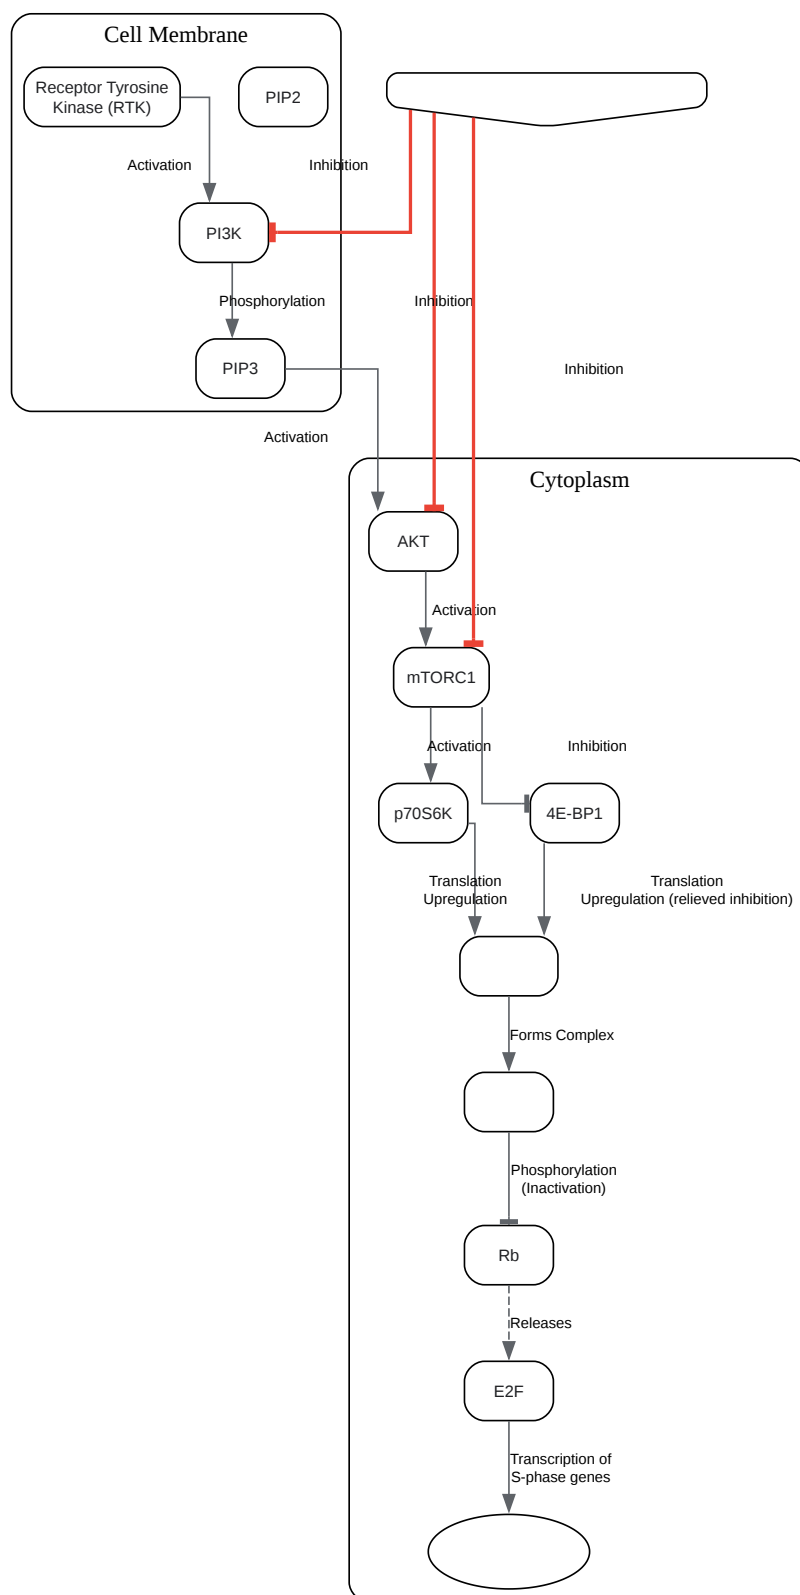 Cell Membrane
Receptor Tyrosine
Kinase (RTK)
PIP2
Activation
Inhibition
PI3K
Phosphorylation
Inhibition
PIP3
Inhibition
Activation
Cytoplasm
AKT
Activation
mTORC1
Activation
Inhibition
p70S6K
4E-BP1
Translation
Upregulation
Translation
Upregulation (relieved inhibition)
Forms Complex
Phosphorylation
(Inactivation)
Rb
Releases
E2F
Transcription of
S-phase genes